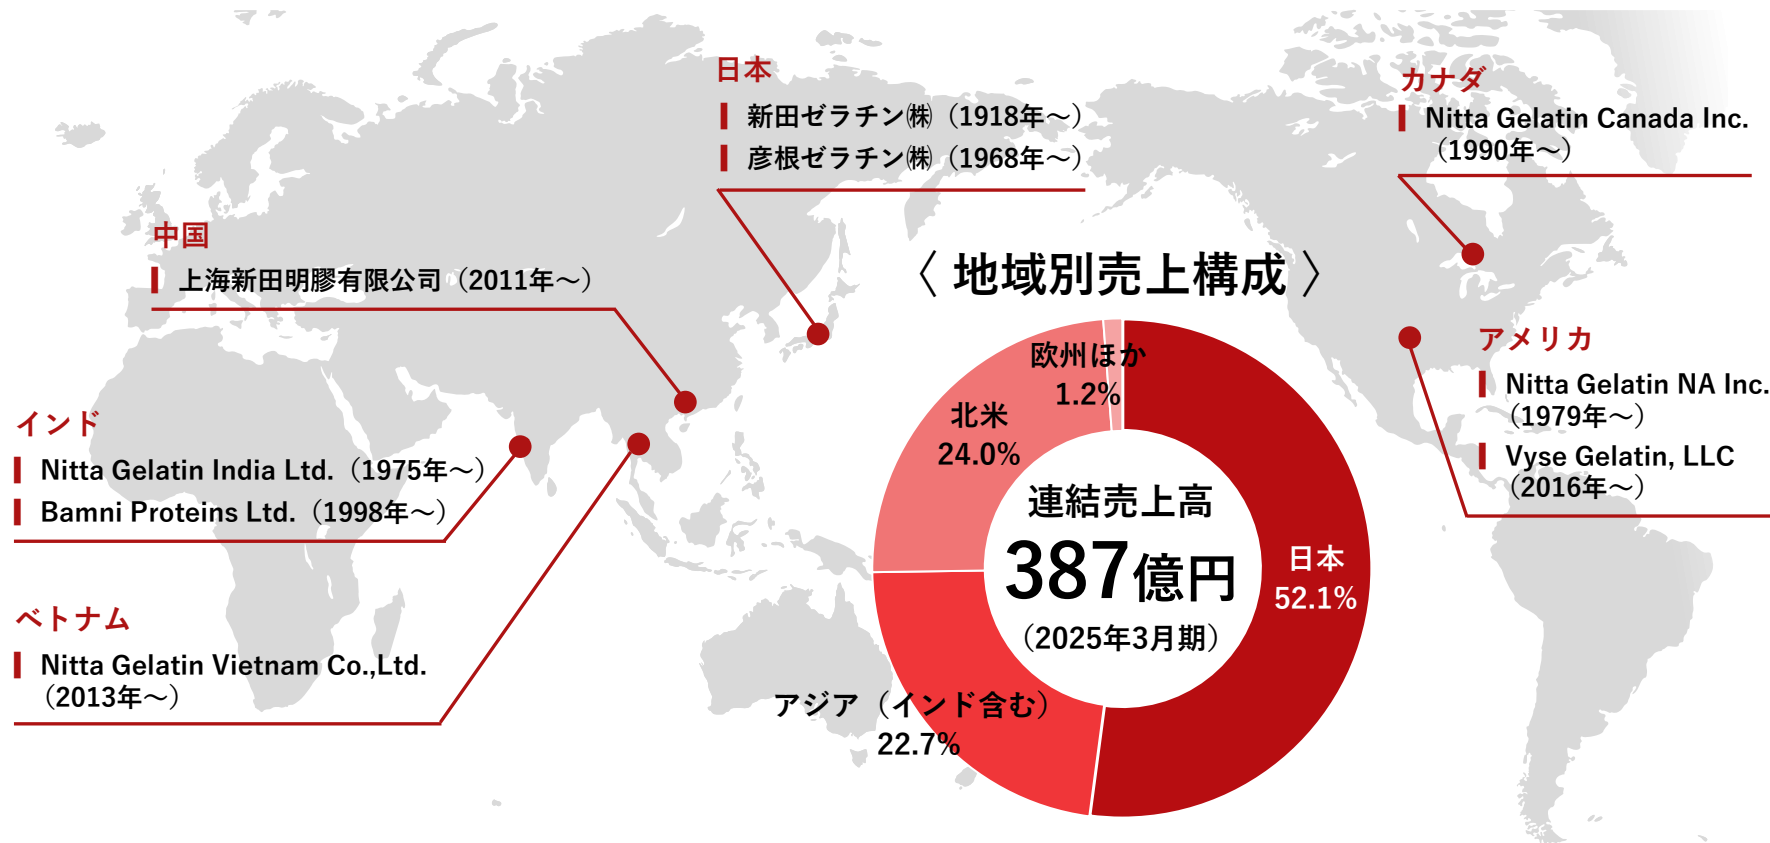 日本
新田ゼラチン㈱（1918年～）
彦根ゼラチン㈱（1968年～）
カナダ
Nitta Gelatin Canada Inc.
（1990年～）
中国
上海新田明膠有限公司（2011年～）
〈 地域別売上構成 〉
アメリカ
Nitta Gelatin NA Inc.
（1979年～）
Vyse Gelatin, LLC
（2016年～）
インド
Nitta Gelatin India Ltd.（1975年～）
Bamni Proteins Ltd.（1998年～）
ベトナム
Nitta Gelatin Vietnam Co.,Ltd.
（2013年～）
欧州ほか
1.2%
北米
24.0%
連結売上高
387億円
（2025年3月期）
日本
52.1%
アジア（インド含む）
22.7%